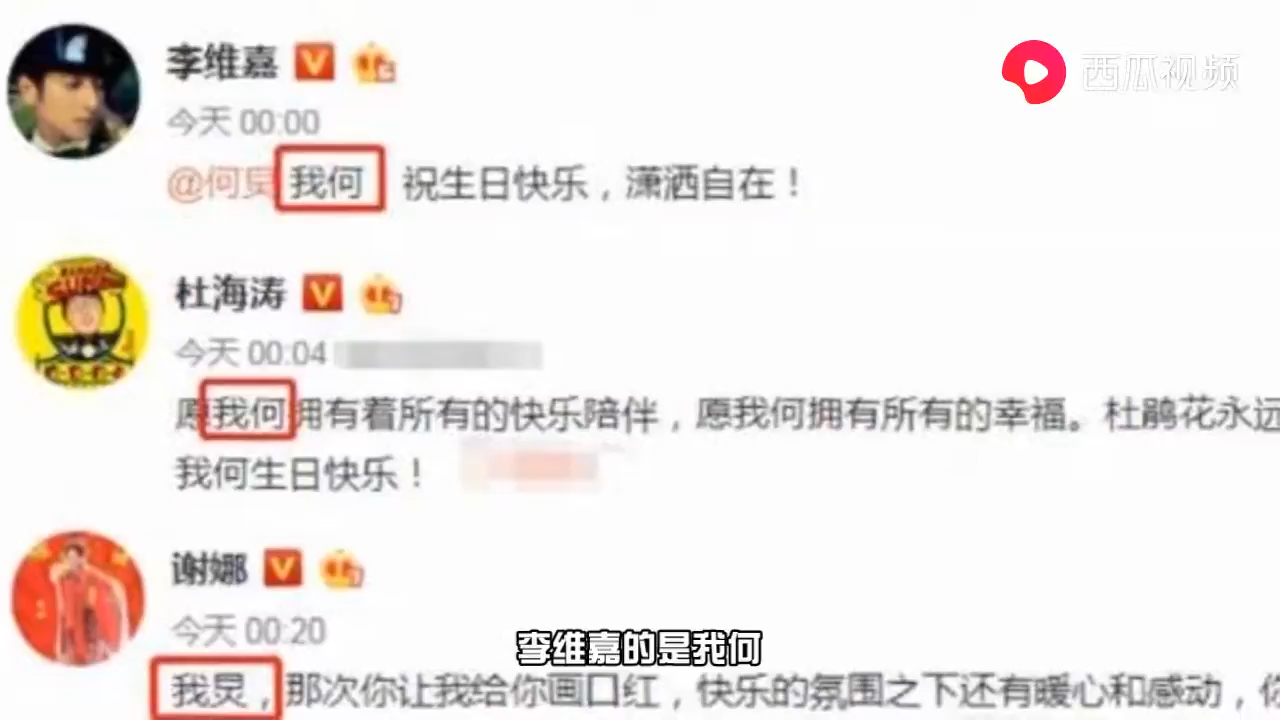 李维嘉
西瓜视频
今天 00:00
@何炅 我何 祝生日快乐，潇洒自在！
杜海涛
今天 00:04
愿我何拥有着所有的快乐陪伴，愿我何拥有所有的幸福。杜鹃花永远
我何生日快乐！
谢娜
今天 00:20
李维嘉的是我何
我炅，那次你让我给你画口红，快乐的氛围之下还有暖心和感动，你